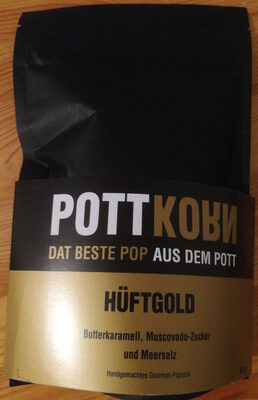 POTTKORN
DAT BESTE POP AUS DEM POTT
HÜFTGOLD
Butterkaramell, Muscovado-Zucker
und Meersalz
Handgemachtes Gourmet-Popcorn